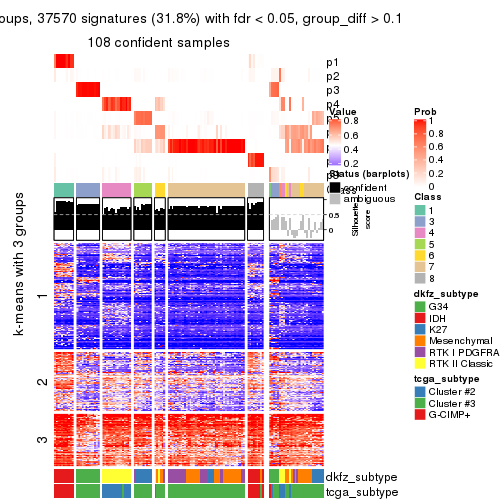 oups, 37570 signatures (31.8%) with fdr < 0.05, group_diff > 0.1
108 confident samples
p1
p2
p3
p4
Value
0.8
0.6
0.4
0.2
Prob
1
0.8
0.6
0.4
0.2
0
Status (barplots)
confident
ambiguous
0.5
0
Silhouette
score
Class
1
3
4
5
6
7
8
k-means with 3 groups
1
2
3
dkfz_subtype
G34
IDH
K27
Mesenchymal
RTK I PDGFRA
RTK II Classic
tcga_subtype
Cluster #2
Cluster #3
G-CIMP+
dkfz_subtype
tcga_subtype